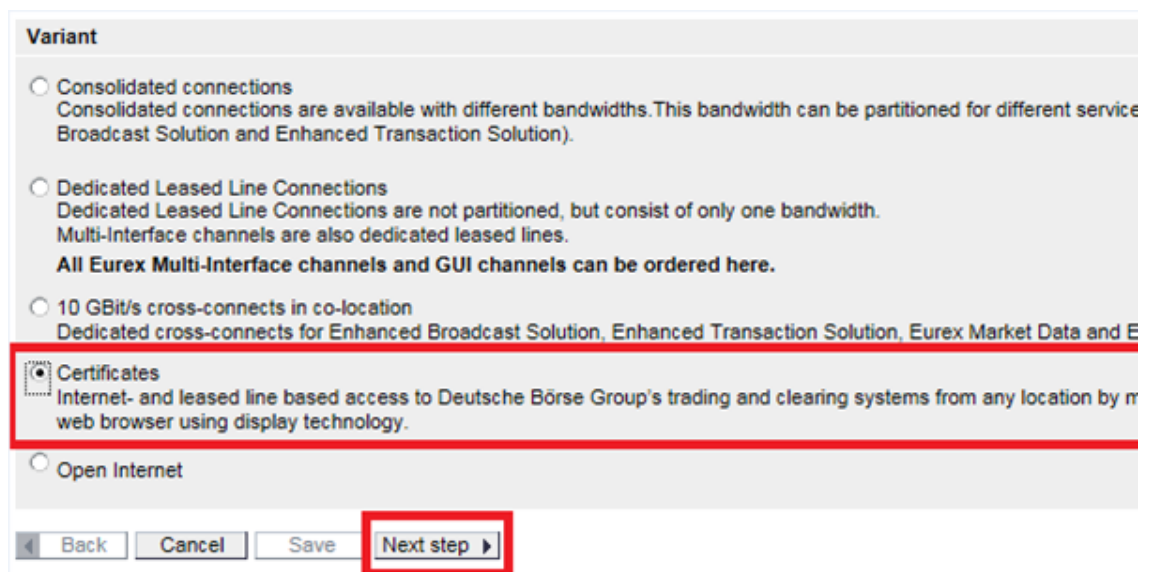 Variant
Consolidated connections
Consolidated connections are available with different bandwidths.This bandwidth can be partitioned for different service
Broadcast Solution and Enhanced Transaction Solution).
Dedicated Leased Line Connections
Dedicated Leased Line Connections are not partitioned, but consist of only one bandwidth.
Multi-Interface channels are also dedicated leased lines.
All Eurex Multi-Interface channels and GUI channels can be ordered here.
10 GBit/s cross-connects in co-location
Dedicated cross-connects for Enhanced Broadcast Solution, Enhanced Transaction Solution, Eurex Market Data and E
Certificates
Internet- and leased line based access to Deutsche Börse Group's trading and clearing systems from any location by m
web browser using display technology.
Open Internet
Back Cancel Save Next step